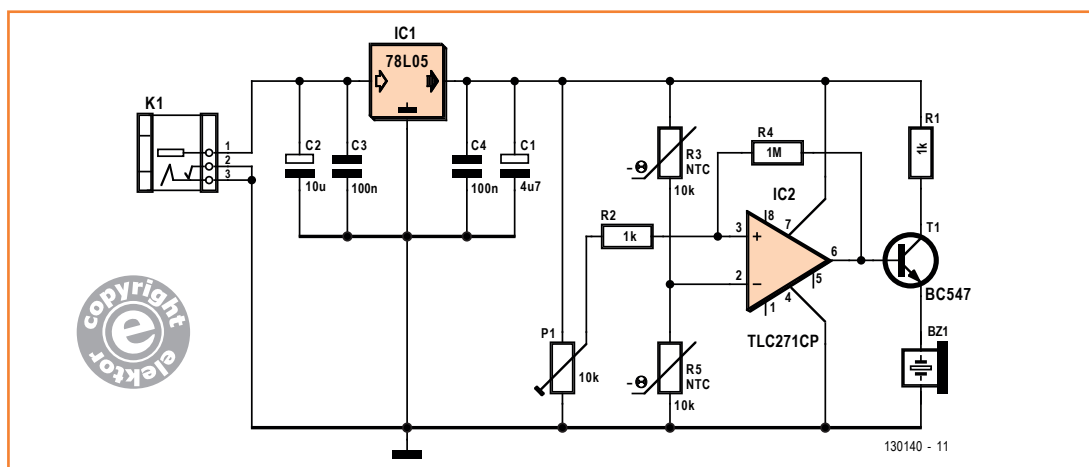 IC1
78L05
K1
1
2
3
C2
10u
C3
100n
C4
100n
C1
4u7
R3
NTC
10k
R4
1M
R1
1k
IC2
R2
1k
3
2
8
7
6
5
4
1
TLC271CP
T1
BC547
P1
10k
R5
NTC
10k
BZ1
copyright
e
elektor
130140 - 11